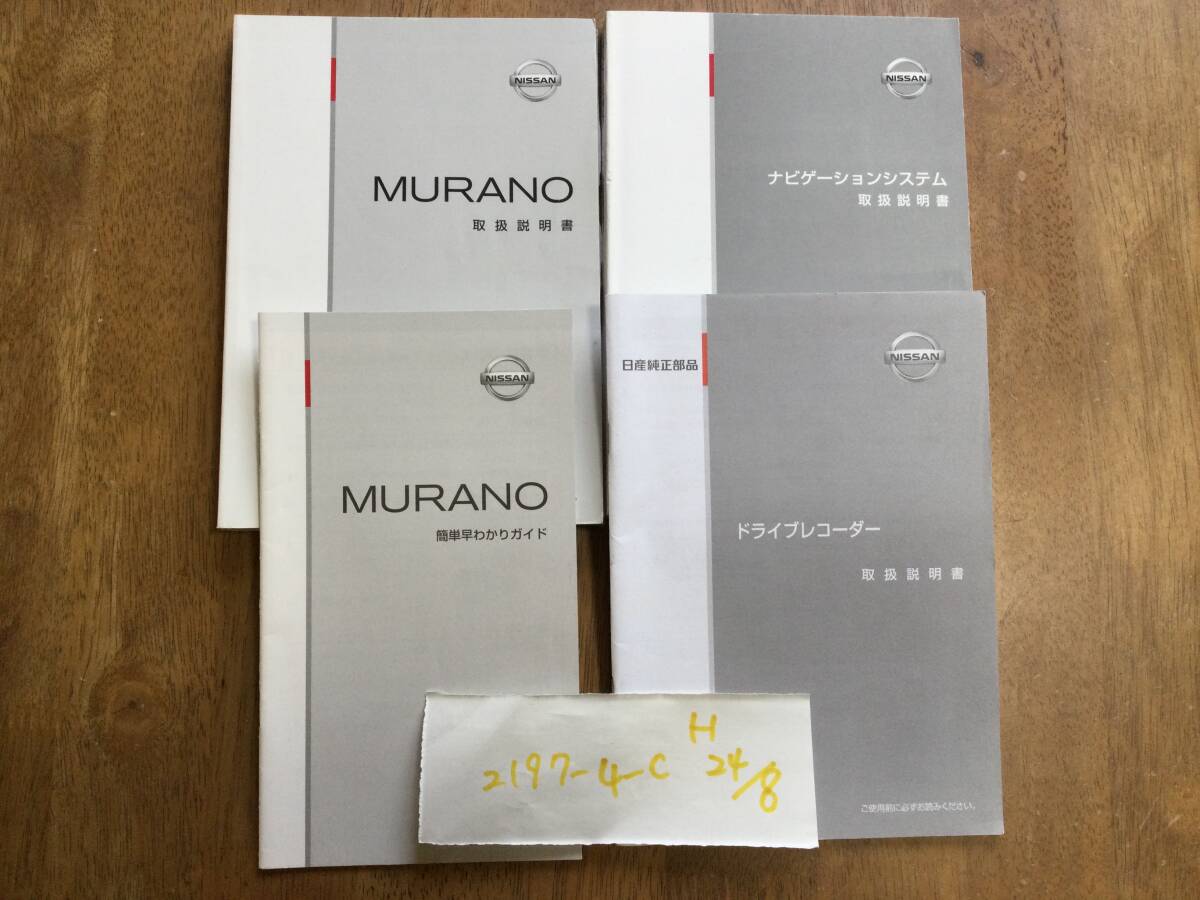 NISSAN
MURANO
取扱説明書
NISSAN
ナビゲーションシステム
取扱説明書
NISSAN
MURANO
簡単早わかりガイド
日産純正部品
NISSAN
ドライブレコーダー
取扱説明書
ご使用前に必ずお読みください。
2197-4-C H24/8